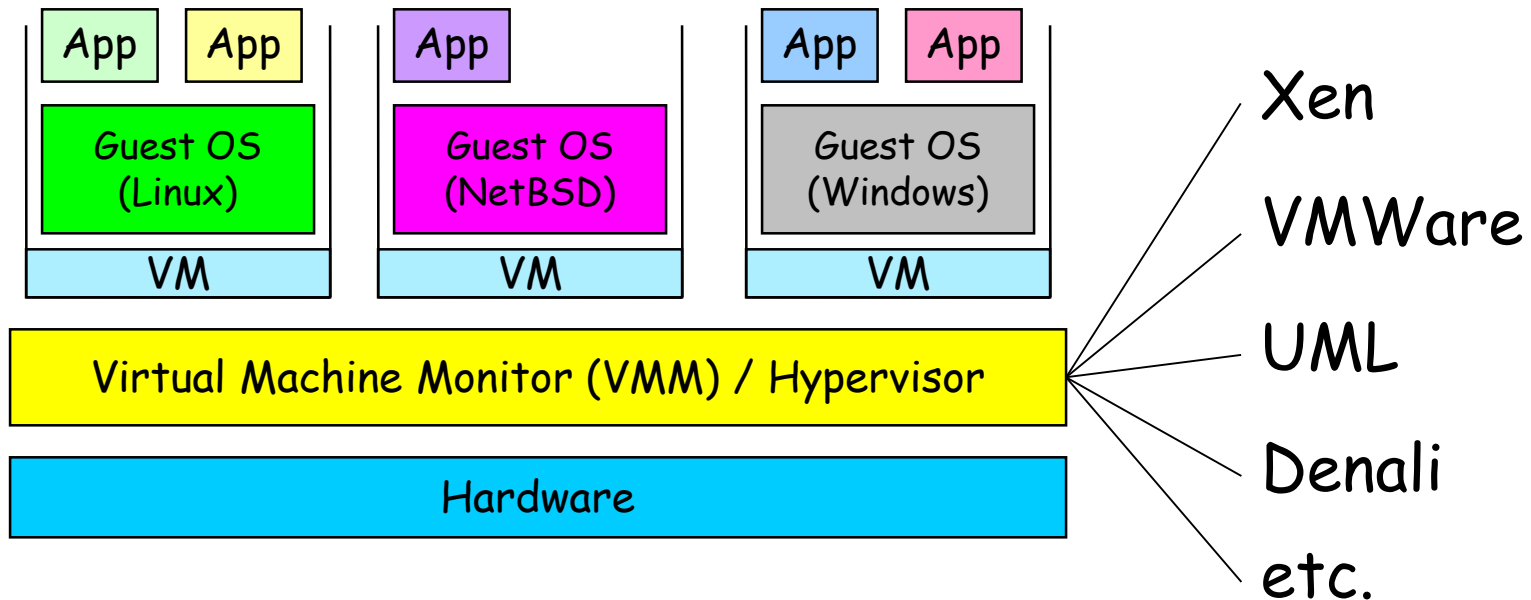 App App App App App
Guest OS
(Linux)
Guest OS
(NetBSD)
Guest OS
(Windows)
VM VM VM
Virtual Machine Monitor (VMM) / Hypervisor
Hardware
Xen
VMWare
UML
Denali
etc.